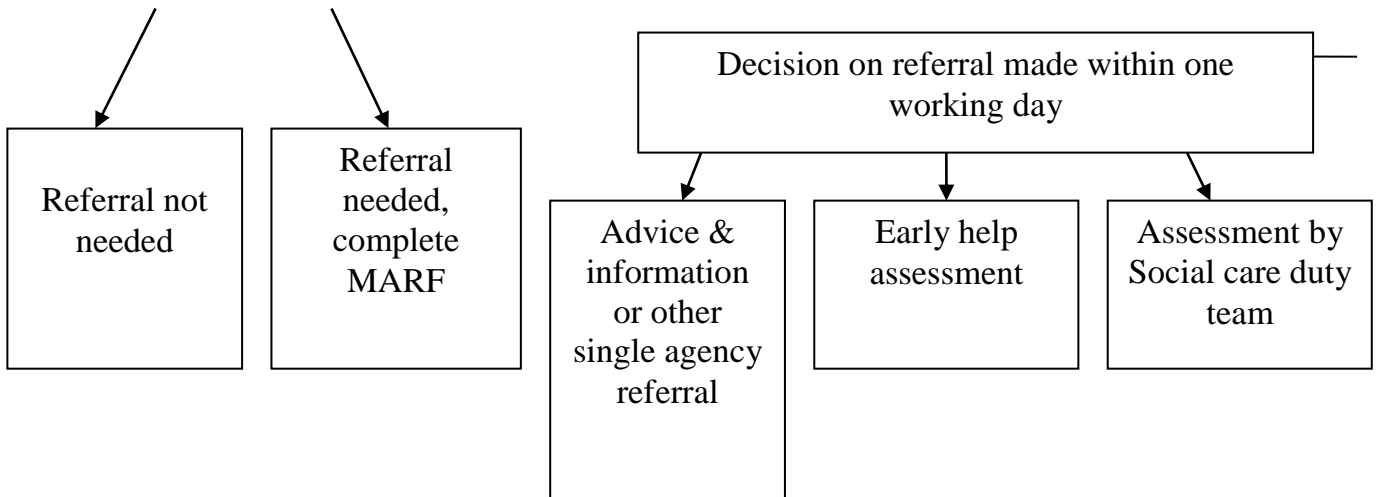 Decision on referral made within one
working day
Referral not
needed
Referral
needed,
complete
MARF
Advice &
information
or other
single agency
referral
Early help
assessment
Assessment by
Social care duty
team